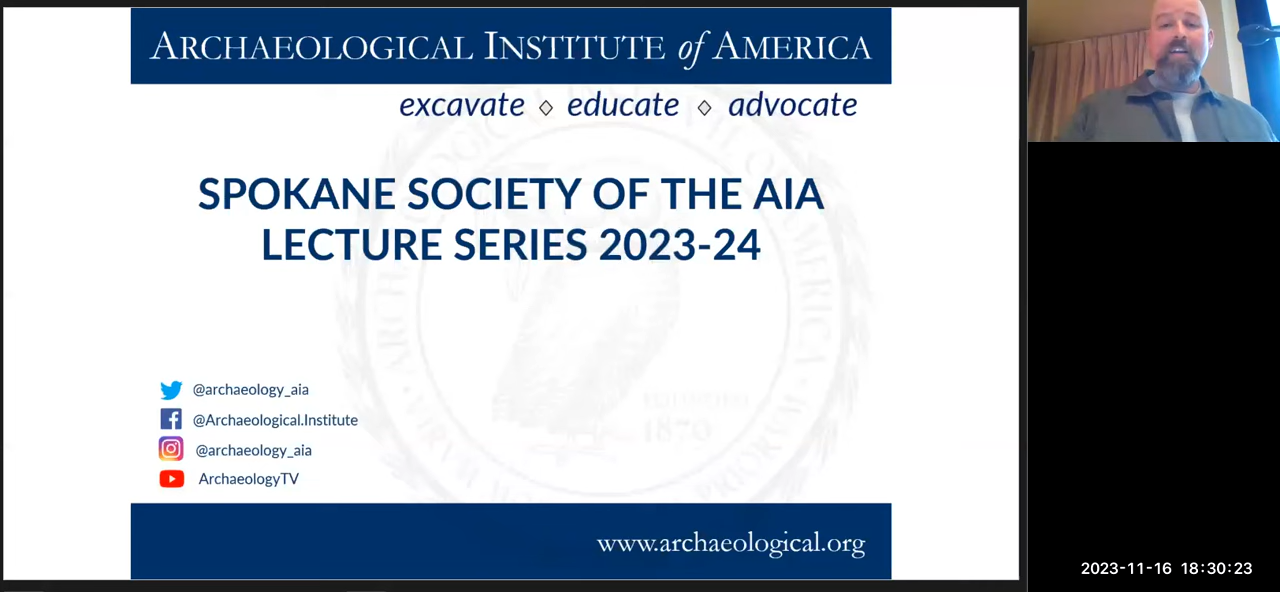 ARCHAEOLOGICAL INSTITUTE of AMERICA
excavate ◇ educate ◇ advocate
SPOKANE SOCIETY OF THE AIA
LECTURE SERIES 2023-24
@archaeology_aia
@Archaeological.Institute
@archaeology_aia
ArchaeologyTV
www.archaeological.org
2023-11-16 18:30:23